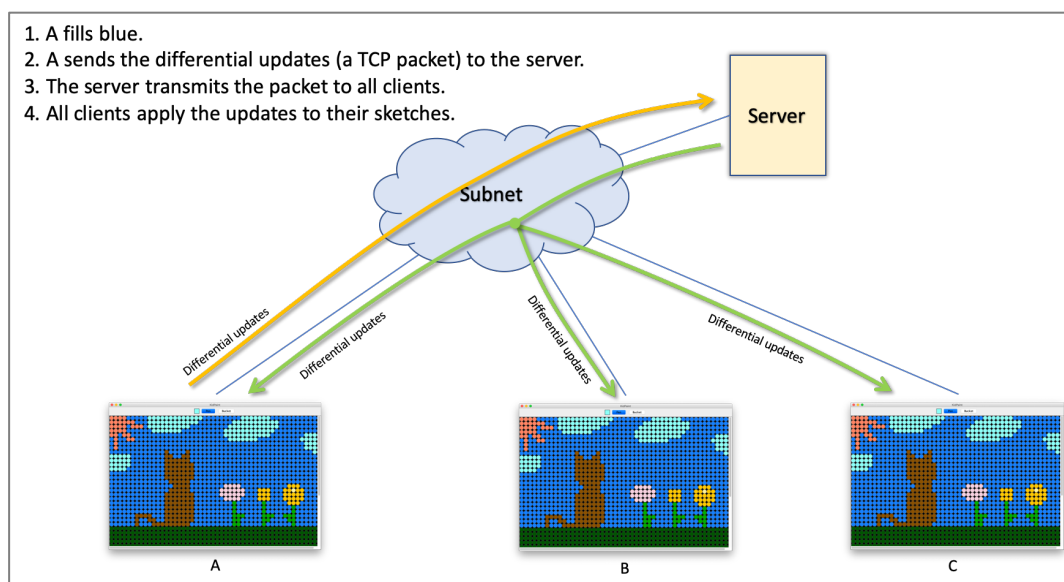 1. A fills blue.
2. A sends the differential updates (a TCP packet) to the server.
3. The server transmits the packet to all clients.
4. All clients apply the updates to their sketches.
Server
Subnet
Differential updates
Differential updates
Differential updates
Differential updates
A
B
C